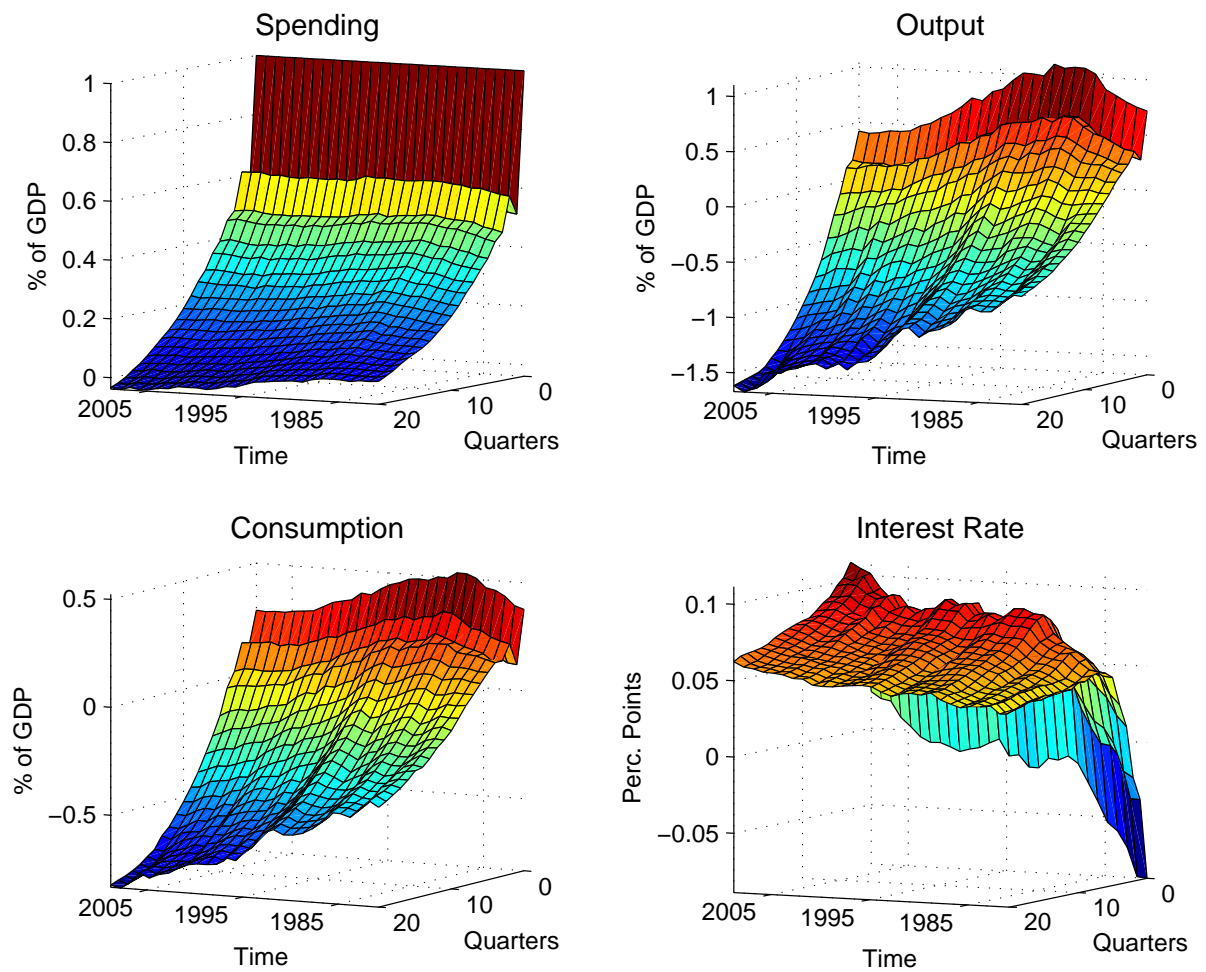 Spending
1
0.8
0.6
0.4
0.2
0
% of GDP
2005
1995
1985
20
10
0
Time
Quarters
Output
1
0.5
0
−0.5
−1
−1.5
% of GDP
2005
1995
1985
20
10
0
Time
Quarters
Consumption
0.5
0
−0.5
% of GDP
2005
1995
1985
20
10
0
Time
Quarters
Interest Rate
0.1
0.05
0
−0.05
Perc. Points
2005
1995
1985
20
10
0
Time
Quarters